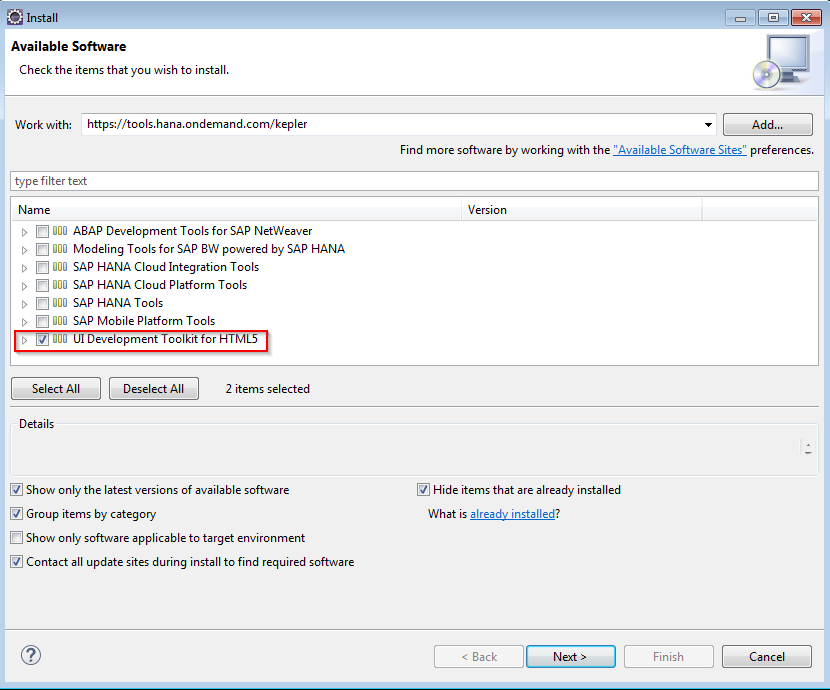 Install
Available Software
Check the items that you wish to install.
Work with: https://tools.hana.ondemand.com/kepler Add...
Find more software by working with the "Available Software Sites" preferences.
type filter text
Name Version
ABAP Development Tools for SAP NetWeaver
Modeling Tools for SAP BW powered by SAP HANA
SAP HANA Cloud Integration Tools
SAP HANA Cloud Platform Tools
SAP HANA Tools
SAP Mobile Platform Tools
UI Development Toolkit for HTML5
Select All Deselect All 2 items selected
Details
Show only the latest versions of available software Hide items that are already installed
Group items by category What is already installed?
Show only software applicable to target environment
Contact all update sites during install to find required software
? < Back Next > Finish Cancel